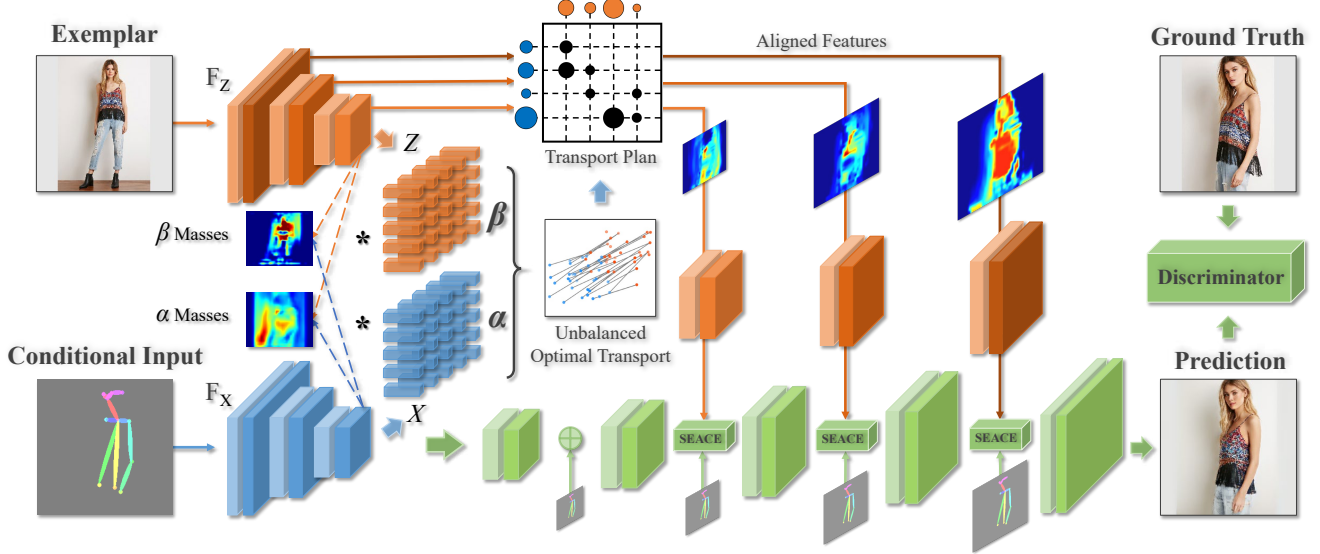 Exemplar
F_Z
Z
Aligned Features
Ground Truth
Transport Plan
β Masses
*
β
α Masses
*
α
Unbalanced
Optimal Transport
Discriminator
Conditional Input
F_X
X
Prediction
SEACE
SEACE
SEACE